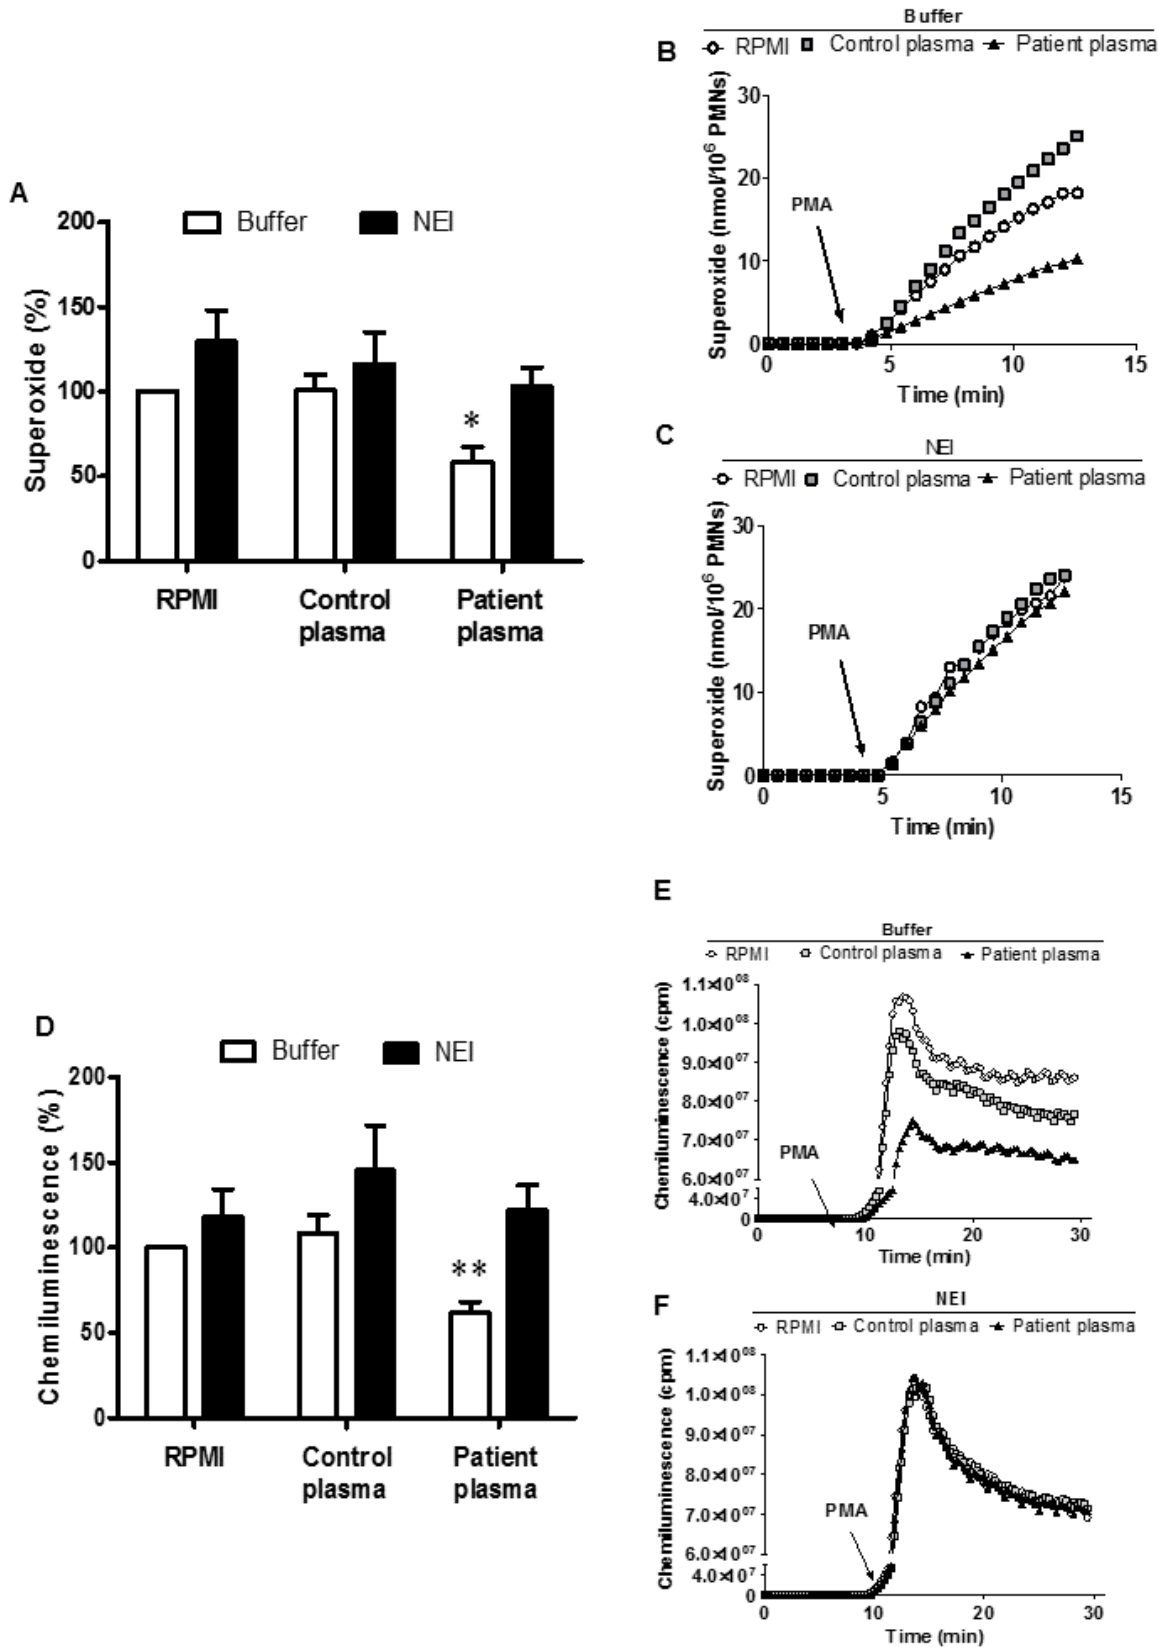 A
Buffer NEI
Superoxide (%)
200
150
100
50
0
*
RPMI Control plasma Patient plasma
B
Buffer
RPMI Control plasma Patient plasma
Superoxide (nmol/10⁶ PMNs)
30
20
10
0
PMA
0 5 10 15
Time (min)
C
NEI
RPMI Control plasma Patient plasma
Superoxide (nmol/10⁶ PMNs)
30
20
10
0
PMA
0 5 10 15
Time (min)
D
Buffer NEI
Chemiluminescence (%)
200
150
100
50
0
**
RPMI Control plasma Patient plasma
E
Buffer
RPMI Control plasma Patient plasma
Chemiluminescence (cpm)
1.1×10⁰⁸
1.0×10⁰⁸
9.0×10⁰⁷
8.0×10⁰⁷
7.0×10⁰⁷
6.0×10⁰⁷
4.0×10⁷
0
PMA
0 10 20 30
Time (min)
F
NEI
RPMI Control plasma Patient plasma
Chemiluminescence (cpm)
1.1×10⁰⁸
1.0×10⁰⁸
9.0×10⁰⁷
8.0×10⁰⁷
7.0×10⁰⁷
6.0×10⁰⁷
4.0×10⁷
0
PMA
0 10 20 30
Time (min)